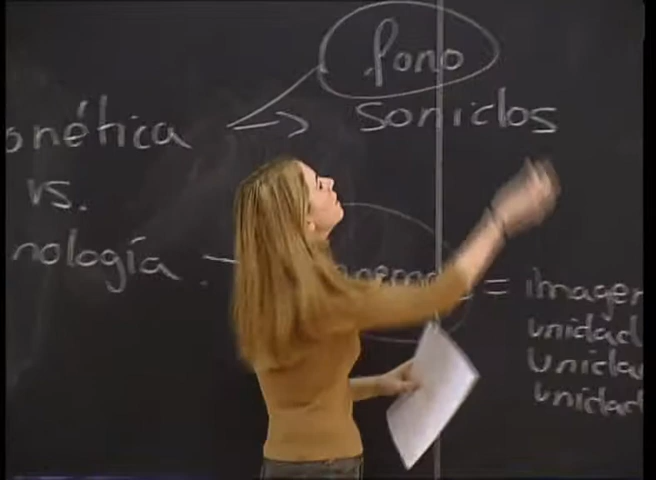 fono
onética → sonidos
vs.
nología → = imagen
unidad
unidad
unidad